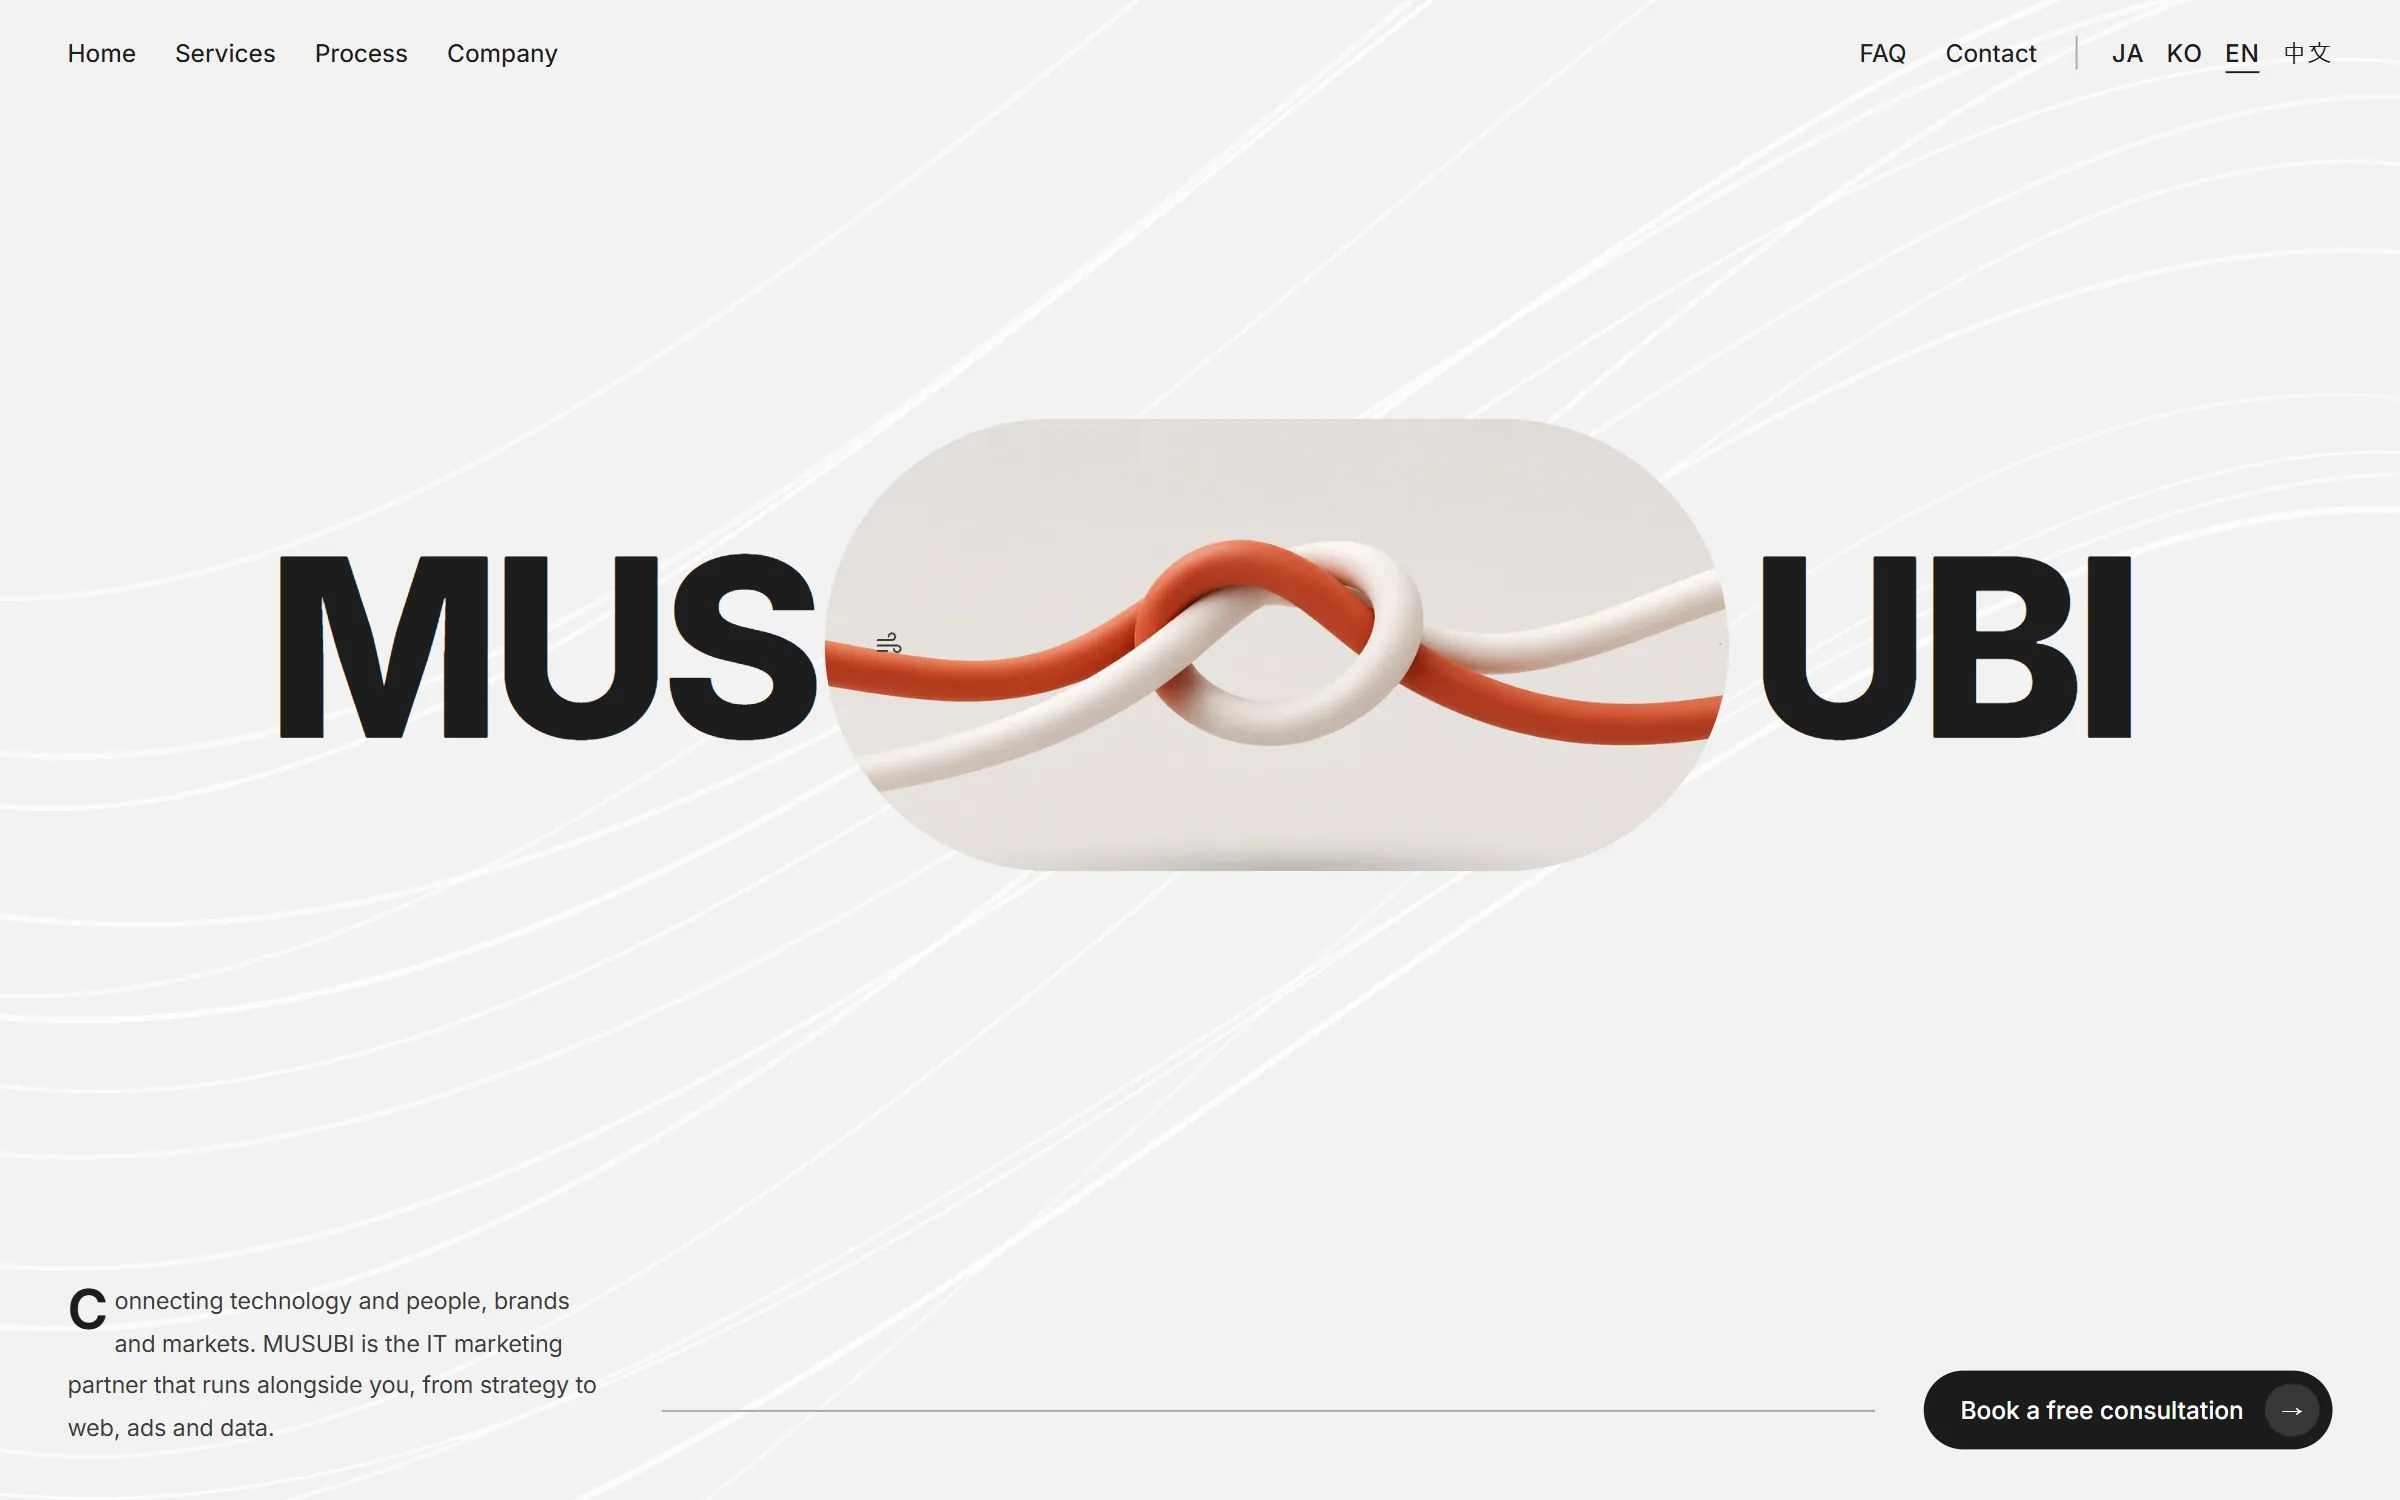 Home Services Process Company
FAQ Contact JA KO EN 中文
MUS UBI
Connecting technology and people, brands
and markets. MUSUBI is the IT marketing
partner that runs alongside you, from strategy to
web, ads and data.
Book a free consultation →